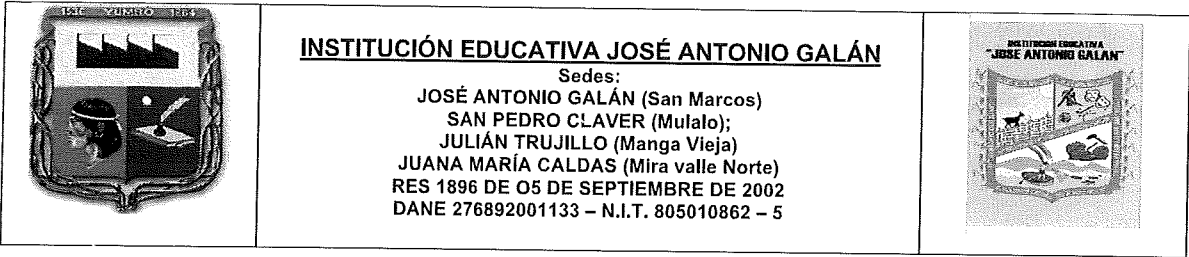 1536 YUMBO 1864
INSTITUCIÓN EDUCATIVA JOSÉ ANTONIO GALÁN
Sedes:
JOSÉ ANTONIO GALÁN (San Marcos)
SAN PEDRO CLAVER (Mulalo);
JULIÁN TRUJILLO (Manga Vieja)
JUANA MARÍA CALDAS (Mira valle Norte)
RES 1896 DE O5 DE SEPTIEMBRE DE 2002
DANE 276892001133 – N.I.T. 805010862 – 5
INSTITUCION EDUCATIVA
"JOSE ANTONIO GALAN"